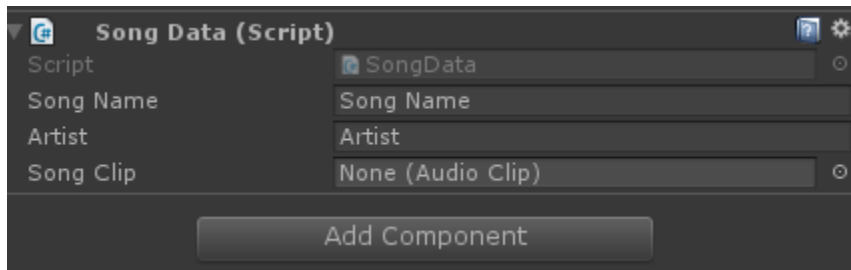 Song Data (Script)
Script SongData
Song Name Song Name
Artist Artist
Song Clip None (Audio Clip)
Add Component